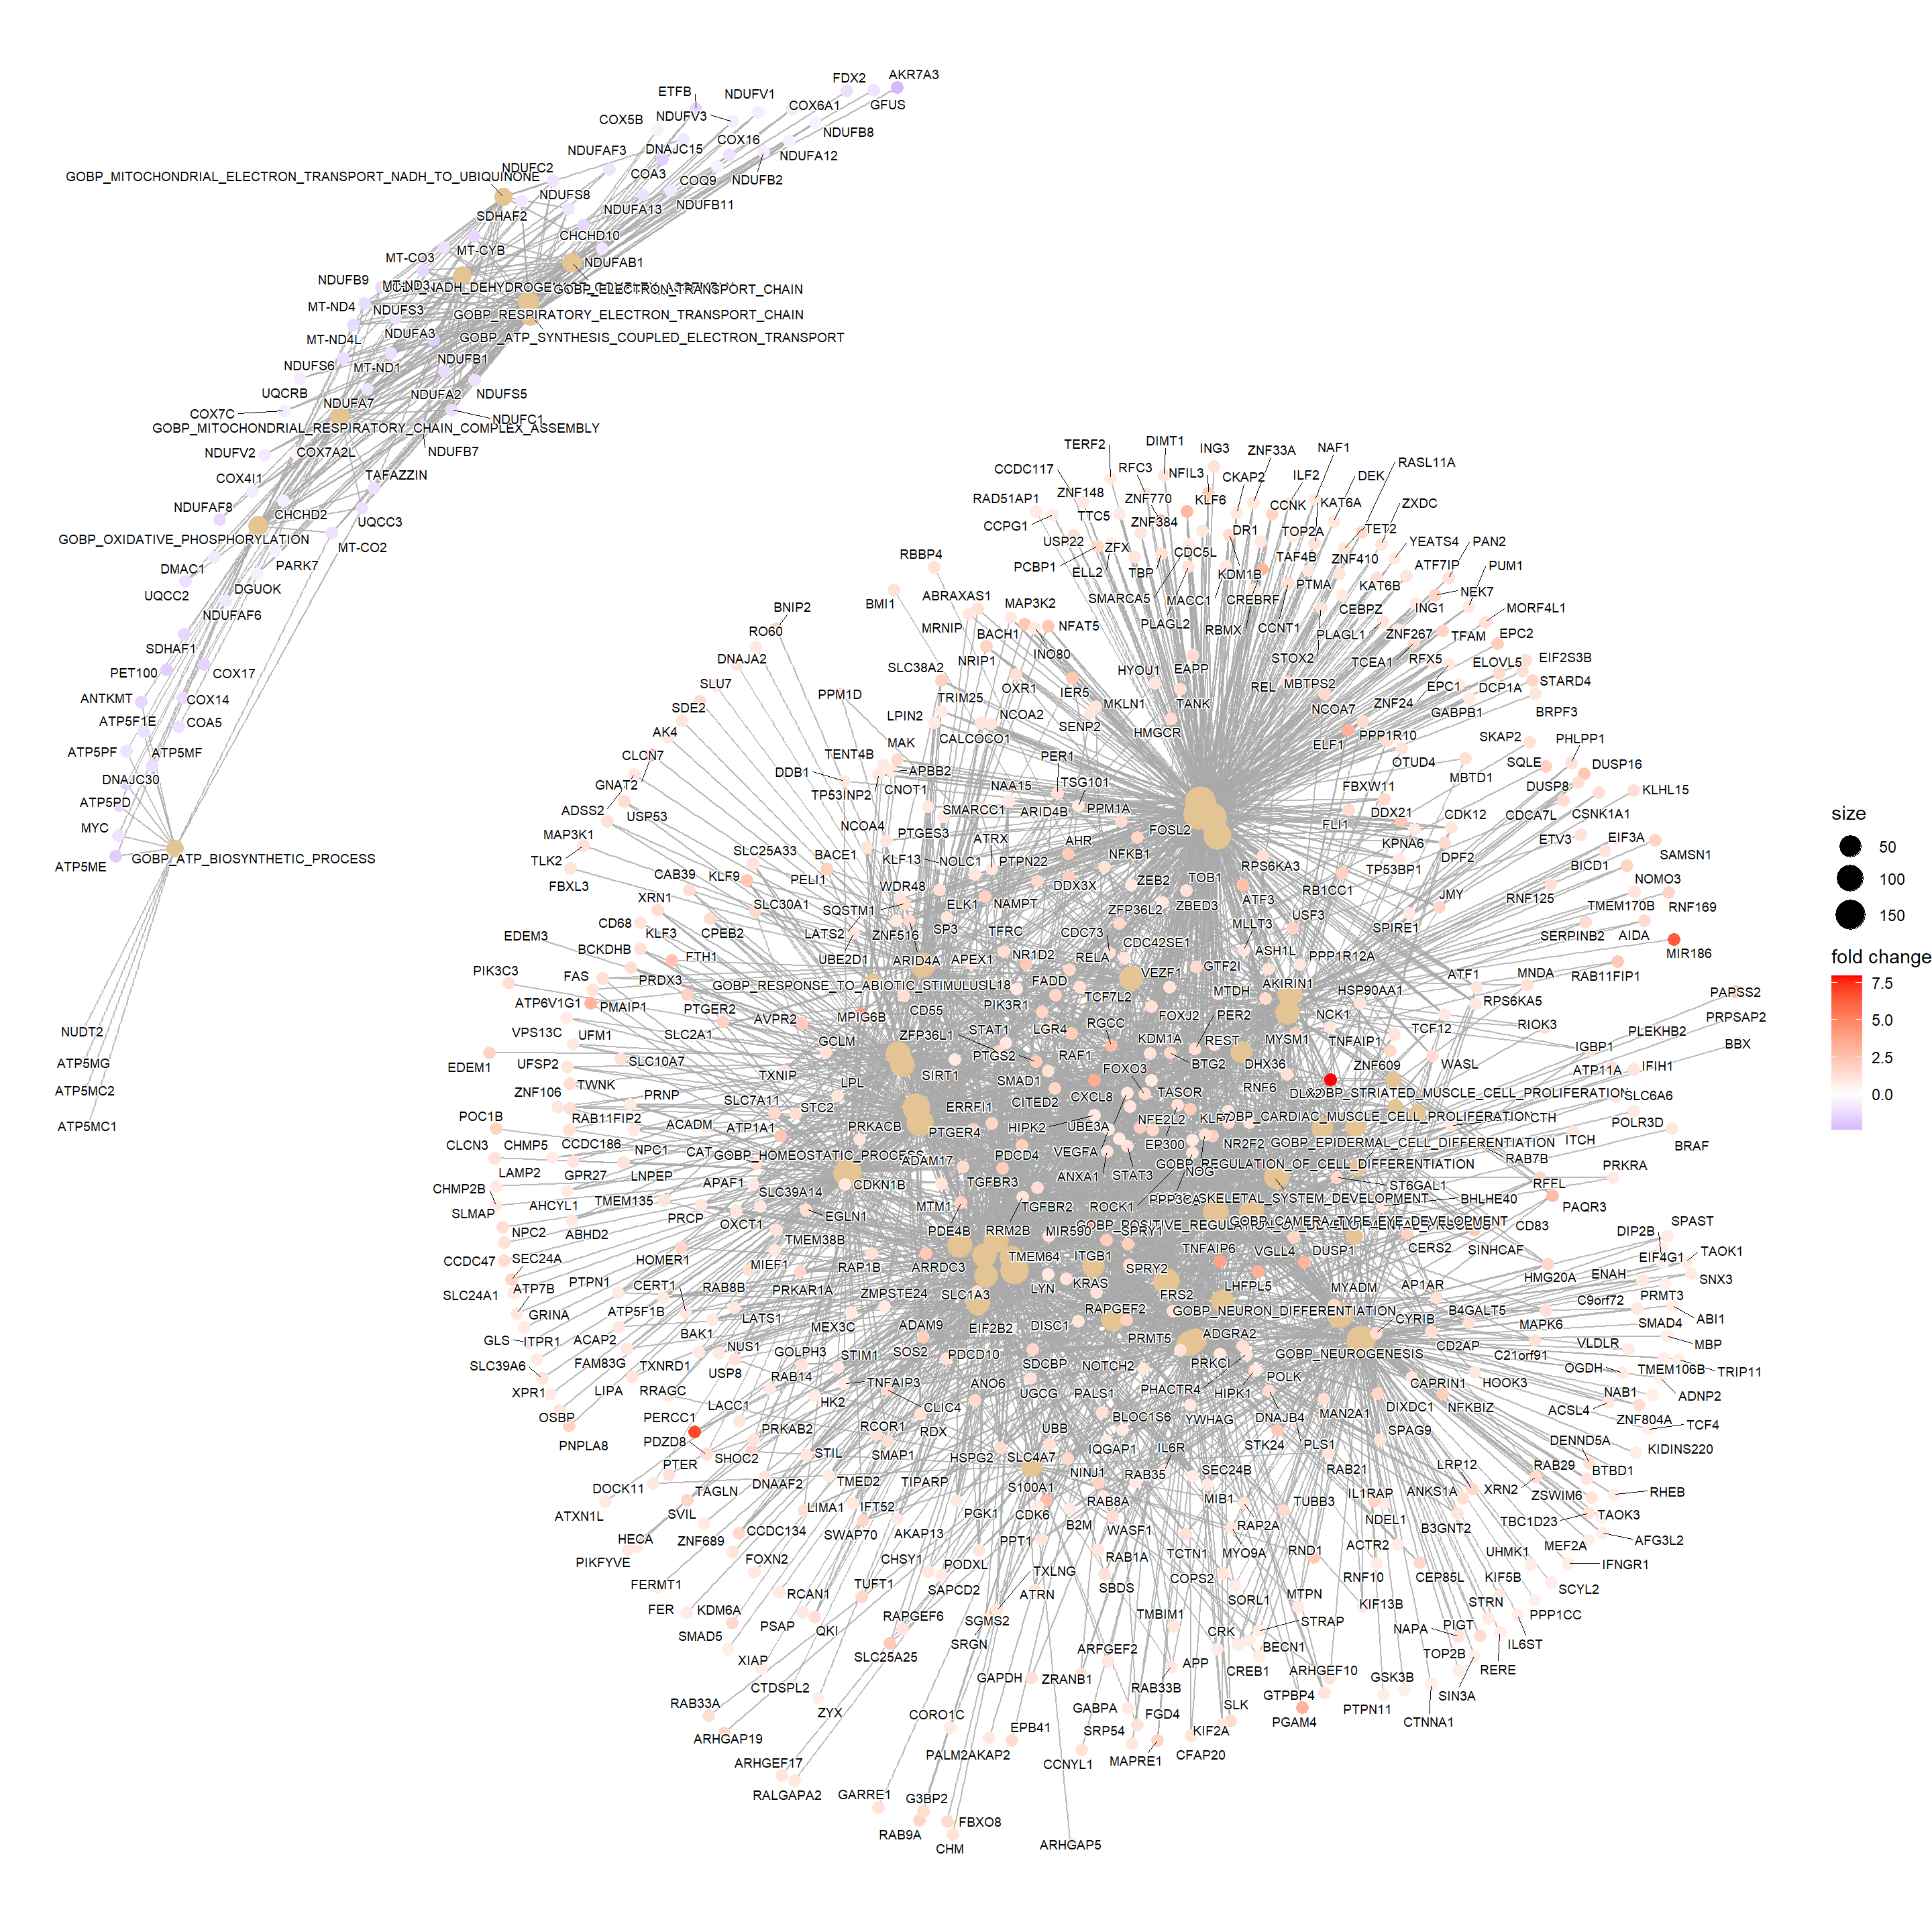 AKR7A3
FDX2
GFUS
ETFB
NDUFV1
NDUFV3
COX6A1
COX5B
NDUFB8
COX16
NDUFAF3
DNAJC15
NDUFA12
NDUFC2
COA3
GOBP_MITOCHONDRIAL_ELECTRON_TRANSPORT_NADH_TO_UBIQUINONE
COQ9
NDUFB2
NDUFS8
NDUFA13
NDUFB11
SDHAF2
CHCHD10
MT-CYB
MT-CO3
NDUFAB1
NDUFB9
MT-ND3
GOBP_ELECTRON_TRANSPORT_CHAIN
MT-ND4
NDUFS3
GOBP_RESPIRATORY_ELECTRON_TRANSPORT_CHAIN
MT-ND4L
NDUFA3
GOBP_ATP_SYNTHESIS_COUPLED_ELECTRON_TRANSPORT
NDUFS6
MT-ND1
NDUFB1
UQCRB
NDUFA7
NDUFA2
NDUFS5
COX7C
NDUFC1
GOBP_MITOCHONDRIAL_RESPIRATORY_CHAIN_COMPLEX_ASSEMBLY
NDUFV2
COX7A2L
NDUFB7
COX4I1
TAFAZZIN
NDUFAF8
CHCHD2
UQCC3
GOBP_OXIDATIVE_PHOSPHORYLATION
MT-CO2
DMAC1
PARK7
UQCC2
DGUOK
NDUFAF6
SDHAF1
PET100
COX17
ANTKMT
COX14
ATP5F1E
COA5
ATP5PF
ATP5MF
DNAJC30
ATP5PD
MYC
ATP5ME
GOBP_ATP_BIOSYNTHETIC_PROCESS
NUDT2
ATP5MG
ATP5MC2
ATP5MC1
TERF2
DIMT1
ING3
ZNF33A
NAF1
CCDC117
RFC3
NFIL3
CKAP2
ILF2
DEK
RASL11A
RAD51AP1
ZNF148
ZNF770
KLF6
CCNK
KAT6A
ZXDC
CCPG1
TTC5
ZNF384
DR1
TOP2A
TET2
USP22
ZFX
CDC5L
TAF4B
ZNF410
YEATS4
PAN2
RBBP4
PCBP1
ELL2
TBP
KDM1B
PTMA
KAT6B
ATF7IP
PUM1
BMI1
ABRAXAS1
MAP3K2
SMARCA5
MACC1
CREBRF
CEBPZ
ING1
NEK7
BNIP2
MRNIP
BACH1
NFAT5
PLAGL2
RBMX
CCNT1
PLAGL1
ZNF267
TFAM
MORF4L1
RO60
INO80
HYOU1
EAPP
STOX2
TCEA1
RFX5
EPC2
DNAJA2
SLC38A2
NRIP1
OXR1
IER5
REL
MBTPS2
EPC1
ELOVL5
EIF2S3B
SLU7
PPM1D
TRIM25
MKLN1
TANK
NCOA7
ZNF24
DCP1A
STARD4
SDE2
LPIN2
NCOA2
SENP2
HMGCR
ELF1
PPP1R10
GABPB1
BRPF3
AK4
MAK
CALCOCO1
PER1
OTUD4
SKAP2
PHLPP1
CLCN7
TENT4B
APBB2
TSG101
FBXW11
MBTD1
SQLE
DUSP16
GNAT2
DDB1
TP53INP2
CNOT1
NAA15
ARID4B
PPM1A
DUSP8
KLHL15
ADSS2
USP53
SMARCC1
FOSL2
FLI1
DDX21
CDK12
CDCA7L
CSNK1A1
MAP3K1
NCOA4
PTGES3
ATRX
AHR
KPNA6
ETV3
EIF3A
TLK2
SLC25A33
BACE1
KLF13
NOLC1
PTPN22
NFKB1
RPS6KA3
TP53BP1
DPF2
BICD1
SAMSN1
FBXL3
CAB39
KLF9
PELI1
WDR48
DDX3X
ZEB2
TOB1
RB1CC1
JMY
NOMO3
XRN1
SLC30A1
SQSTM1
ELK1
NAMPT
ZFP36L2
ZBED3
ATF3
USF3
RNF125
TMEM170B
RNF169
CD68
KLF3
CPEB2
LATS2
ZNF516
SP3
TFRC
CDC73
CDC42SE1
MLLT3
SPIRE1
SERPINB2
AIDA
EDEM3
BCKDHB
FTH1
UBE2D1
ARID4A
APEX1
NR1D2
RELA
ASH1L
PPP1R12A
MIR186
PIK3C3
FAS
PRDX3
GOBP_RESPONSE_TO_ABIOTIC_STIMULUS
IL18
FADD
VEZF1
GTF2I
AKIRIN1
HSP90AA1
ATF1
MNDA
RAB11FIP1
ATP6V1G1
PMAIP1
PTGER2
MPIG6B
CD55
PIK3R1
TCF7L2
MTDH
RPS6KA5
PAPSS2
VPS13C
UFM1
SLC2A1
AVPR2
ZFP36L1
STAT1
LGR4
RGCC
FOXJ2
PER2
NCK1
TCF12
RIOK3
PRPSAP2
GCLM
PTGS2
RAF1
KDM1A
REST
MYSM1
TNFAIP1
PLEKHB2
BBX
EDEM1
UFSP2
SLC10A7
TXNIP
SIRT1
FOXO3
BTG2
DHX36
ZNF609
WASL
IGBP1
IFIH1
ZNF106
TWNK
PRNP
LPL
SMAD1
TASOR
RNF6
ATP11A
SLC7A11
STC2
ERRFI1
CITED2
CXCL8
NFE2L2
DLX2
GOBP_STRIATED_MUSCLE_CELL_PROLIFERATION
SLC6A6
POC1B
RAB11FIP2
ACADM
ATP1A1
PRKACB
PTGER4
HIPK2
UBE3A
KLF7
GOBP_CARDIAC_MUSCLE_CELL_PROLIFERATION
CTH
POLR3D
CLCN3
CHMP5
CCDC186
NPC1
CAT
GOBP_HOMEOSTATIC_PROCESS
PDCD4
EP300
NR2F2
GOBP_EPIDERMAL_CELL_DIFFERENTIATION
ITCH
BRAF
LAMP2
GPR27
LNPEP
APAF1
ADAM17
VEGFA
GOBP_REGULATION_OF_CELL_DIFFERENTIATION
RAB7B
PRKRA
CHMP2B
AHCYL1
TMEM135
SLC39A14
CDKN1B
TGFBR3
ANXA1
STAT3
NOG
ST6GAL1
RFFL
SLMAP
PRCP
OXCT1
EGLN1
MTM1
TGFBR2
ROCK1
PPP3CA
SKELETAL_SYSTEM_DEVELOPMENT
BHLHE40
PAQR3
NPC2
ABHD2
TMEM38B
PDE4B
RRM2B
MIR590
SPRY1
GOBP_CAMERA_TYPE_EYE_DEVELOPMENT
CD83
SPAST
CCDC47
SEC24A
HOMER1
MIEF1
RAP1B
ARRDC3
TMEM64
ITGB1
TNFAIP6
VGLL4
DUSP1
CERS2
SINHCAF
DIP2B
EIF4G1
TAOK1
SLC24A1
ATP7B
PTPN1
CERT1
RAB8B
PRKAR1A
ZMPSTE24
SLC1A3
LYN
KRAS
SPRY2
FRS2
LHFPL5
MYADM
AP1AR
HMG20A
ENAH
SNX3
GRINA
ATP5F1B
LATS1
MEX3C
ADAM9
EIF2B2
DISC1
RAPGEF2
GOBP_NEURON_DIFFERENTIATION
CYRIB
B4GALT5
C9orf72
PRMT3
GLS
ITPR1
ACAP2
BAK1
NUS1
GOLPH3
STIM1
SOS2
PDCD10
PRMT5
ADGRA2
GOBP_NEUROGENESIS
CD2AP
MAPK6
SMAD4
ABI1
SLC39A6
FAM83G
TXNRD1
USP8
RAB14
TNFAIP3
ANO6
SDCBP
NOTCH2
PRKCI
POLK
C21orf91
VLDLR
MBP
XPR1
LIPA
RRAGC
HK2
CLIC4
UGCG
PALS1
PHACTR4
HIPK1
CAPRIN1
HOOK3
OGDH
TMEM106B
TRIP11
OSBP
PERCC1
LACC1
PRKAB2
RCOR1
RDX
UBB
BLOC1S6
YWHAG
DNAJB4
MAN2A1
DIXDC1
NFKBIZ
NAB1
ADNP2
PNPLA8
PDZD8
SHOC2
STIL
SMAP1
HSPG2
SLC4A7
IQGAP1
IL6R
STK24
PLS1
SPAG9
ACSL4
ZNF804A
TCF4
PTER
DNAAF2
TMED2
TIPARP
NINJ1
RAB35
SEC24B
RAB21
LRP12
DENND5A
KIDINS220
DOCK11
TAGLN
LIMA1
IFT52
S100A1
RAB8A
MIB1
TUBB3
IL1RAP
ANKS1A
XRN2
RAB29
BTBD1
ATXN1L
SVIL
CCDC134
SWAP70
AKAP13
PGK1
CDK6
B2M
WASF1
RAP2A
NDEL1
B3GNT2
ZSWIM6
RHEB
HECA
ZNF689
FOXN2
CHSY1
PPT1
RAB1A
TCTN1
MYO9A
RND1
ACTR2
TBC1D23
TAOK3
PIKFYVE
PODXL
TXLNG
COPS2
UHMK1
MEF2A
AFG3L2
FERMT1
RCAN1
TUFT1
SAPCD2
ATRN
SBDS
SORL1
MTPN
RNF10
CEP85L
KIF5B
IFNGR1
FER
KDM6A
PSAP
RAPGEF6
SGMS2
TMBIM1
STRAP
KIF13B
STRN
SCYL2
SMAD5
QKI
SRGN
CRK
BECN1
NAPA
PIGT
PPP1CC
XIAP
SLC25A25
ARFGEF2
APP
CREB1
ARHGEF10
TOP2B
IL6ST
CTDSPL2
GAPDH
ZRANB1
RAB33B
GSK3B
RERE
RAB33A
ZYX
CORO1C
GABPA
FGD4
SLK
GTPBP4
PTPN11
SIN3A
ARHGAP19
EPB41
SRP54
KIF2A
PGAM4
CTNNA1
ARHGEF17
PALM2AKAP2
CCNYL1
MAPRE1
CFAP20
RALGAPA2
GARRE1
G3BP2
RAB9A
FBXO8
CHM
ARHGAP5
size
50
100
150
fold change
7.5
5.0
2.5
0.0